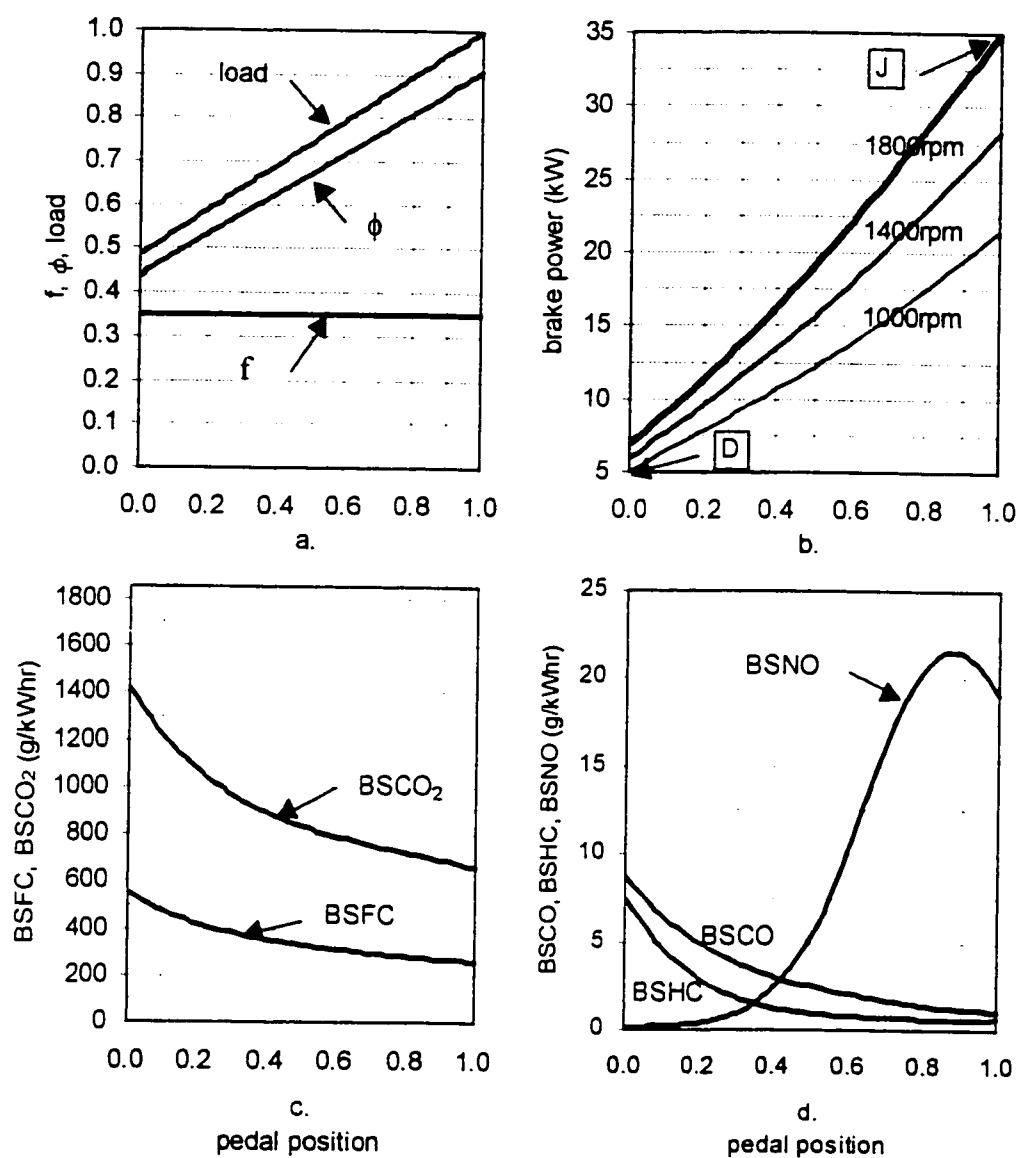 f, ϕ, load
1.0
0.9
0.8
0.7
0.6
0.5
0.4
0.3
0.2
0.1
0.0
load
ϕ
f
0.0 0.2 0.4 0.6 0.8 1.0
a.
brake power (kW)
35
30
25
20
15
10
5
J
1800rpm
1400rpm
1000rpm
D
0.0 0.2 0.4 0.6 0.8 1.0
b.
BSFC, BSCO₂ (g/kWhr)
1800
1600
1400
1200
1000
800
600
400
200
0
BSCO₂
BSFC
0.0 0.2 0.4 0.6 0.8 1.0
c.
pedal position
BSCO, BSHC, BSNO (g/kWhr)
25
20
15
10
5
0
BSNO
BSCO
BSHC
0.0 0.2 0.4 0.6 0.8 1.0
d.
pedal position